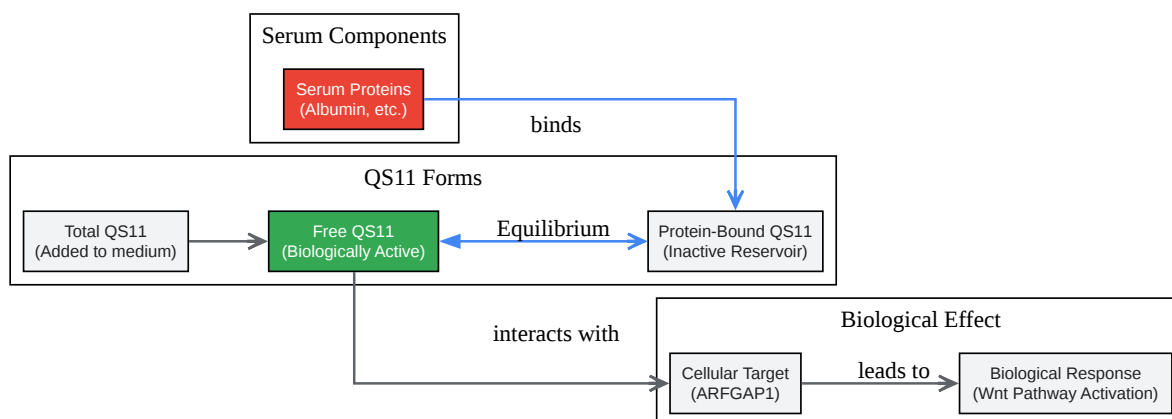 Serum Components
Serum Proteins
(Albumin, etc.)
binds
QS11 Forms
Total QS11
(Added to medium)
Free QS11
(Biologically Active)
Equilibrium
Protein-Bound QS11
(Inactive Reservoir)
interacts with
Biological Effect
Cellular Target
(ARFGAP1)
leads to
Biological Response
(Wnt Pathway Activation)